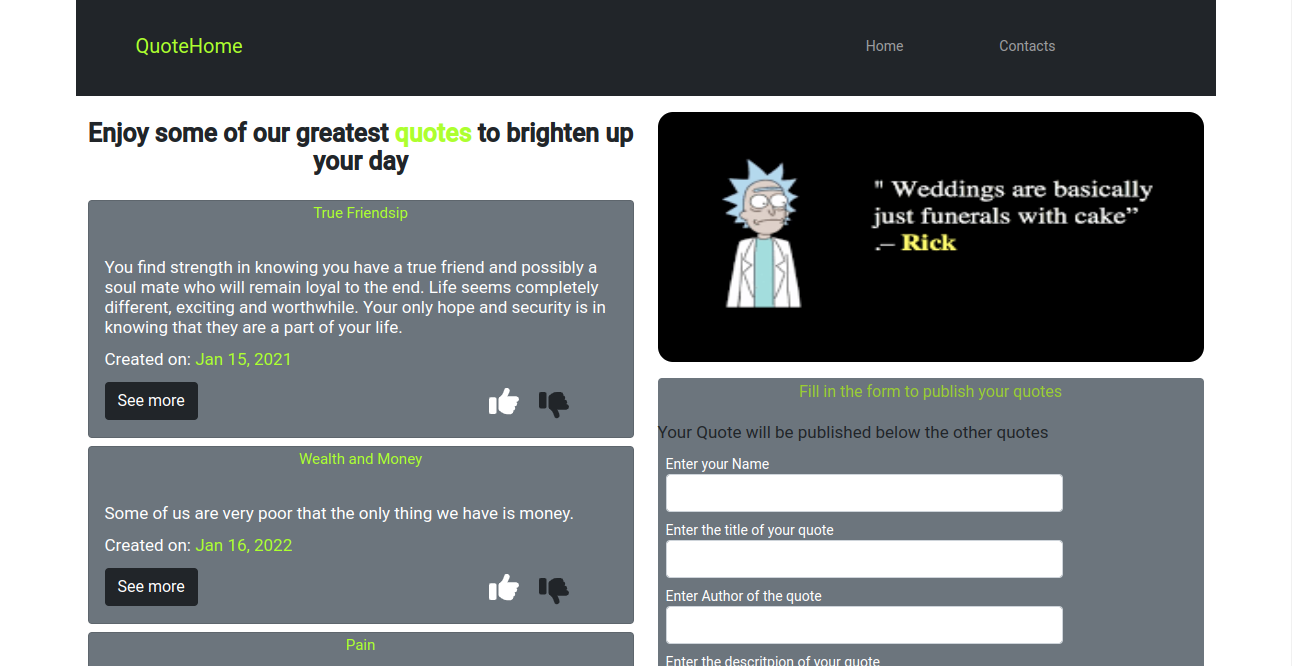 QuoteHome
Home
Contacts
Enjoy some of our greatest quotes to brighten up
your day
True Friendsip
You find strength in knowing you have a true friend and possibly a
soul mate who will remain loyal to the end. Life seems completely
different, exciting and worthwhile. Your only hope and security is in
knowing that they are a part of your life.
Created on: Jan 15, 2021
See more
Wealth and Money
Some of us are very poor that the only thing we have is money.
Created on: Jan 16, 2022
See more
Pain
" Weddings are basically
just funerals with cake”
.– Rick
Fill in the form to publish your quotes
Your Quote will be published below the other quotes
Enter your Name
Enter the title of your quote
Enter Author of the quote
Enter the descritpion of your quote